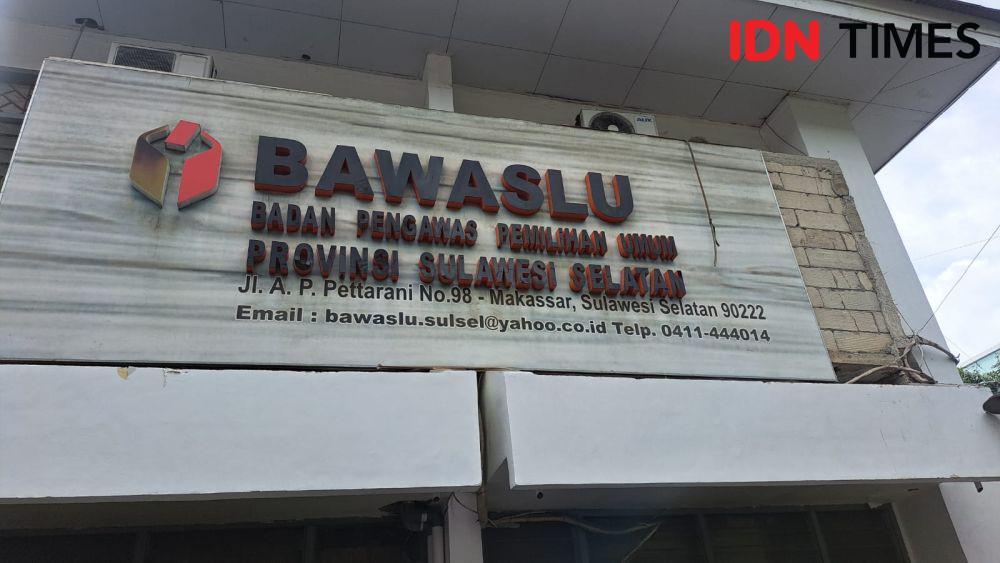 IDN TIMES
AUX
BAWASLU
BADAN PENGAWAS PEMILIHAN UMUM
PROVINSI SULAWESI SELATAN
Jl. A. P. Pettarani No.98 - Makassar, Sulawesi Selatan 90222
Email : bawaslu.sulsel@yahoo.co.id Telp. 0411-444014